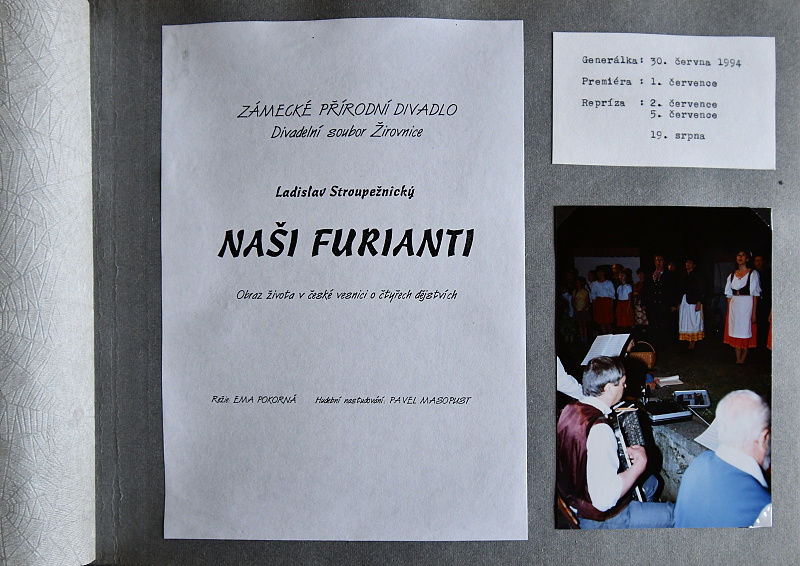 ZÁMECKÉ PŘÍRODNÍ DIVADLO
Divadelní soubor Žirovnice
Ladislav Stroupežnický
NAŠI FURIANTI
Obraz života v české vesnici o čtyřech dějstvích
Režie EMA POKORNÁ Hudební nastudování PAVEL MASOPUST
Generálka: 30. června 1994
Premiéra : 1. července
Repríza : 2. července
5. července
19. srpna